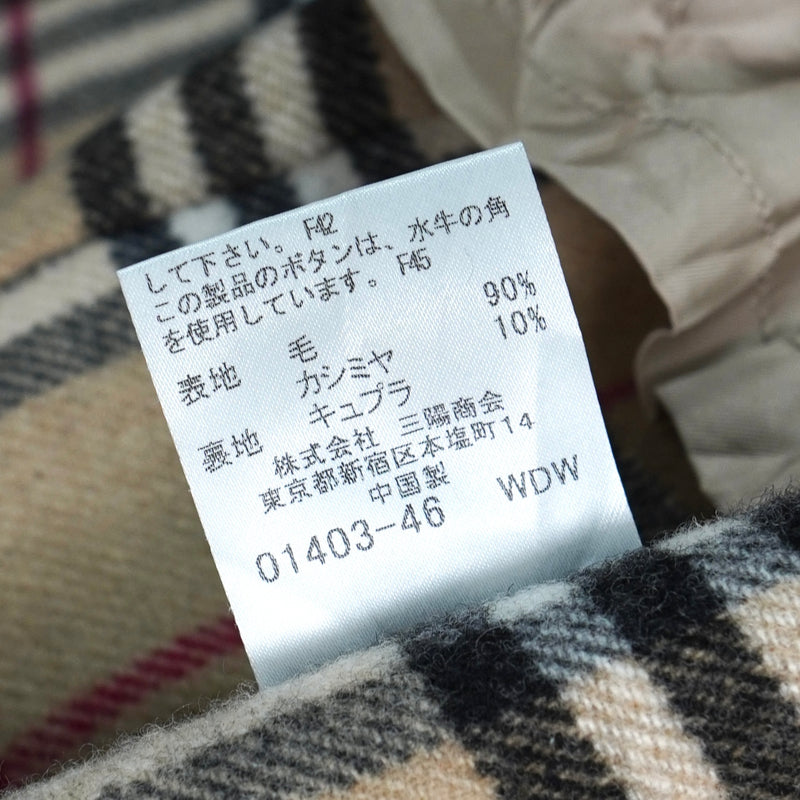 して下さい。 F42
この製品のボタンは、水牛の角
を使用しています。 F45
表地 毛 90%
カシミヤ 10%
裏地 キュプラ
株式会社 三陽商会
東京都新宿区本塩町14
中国製
01403-46 WDW